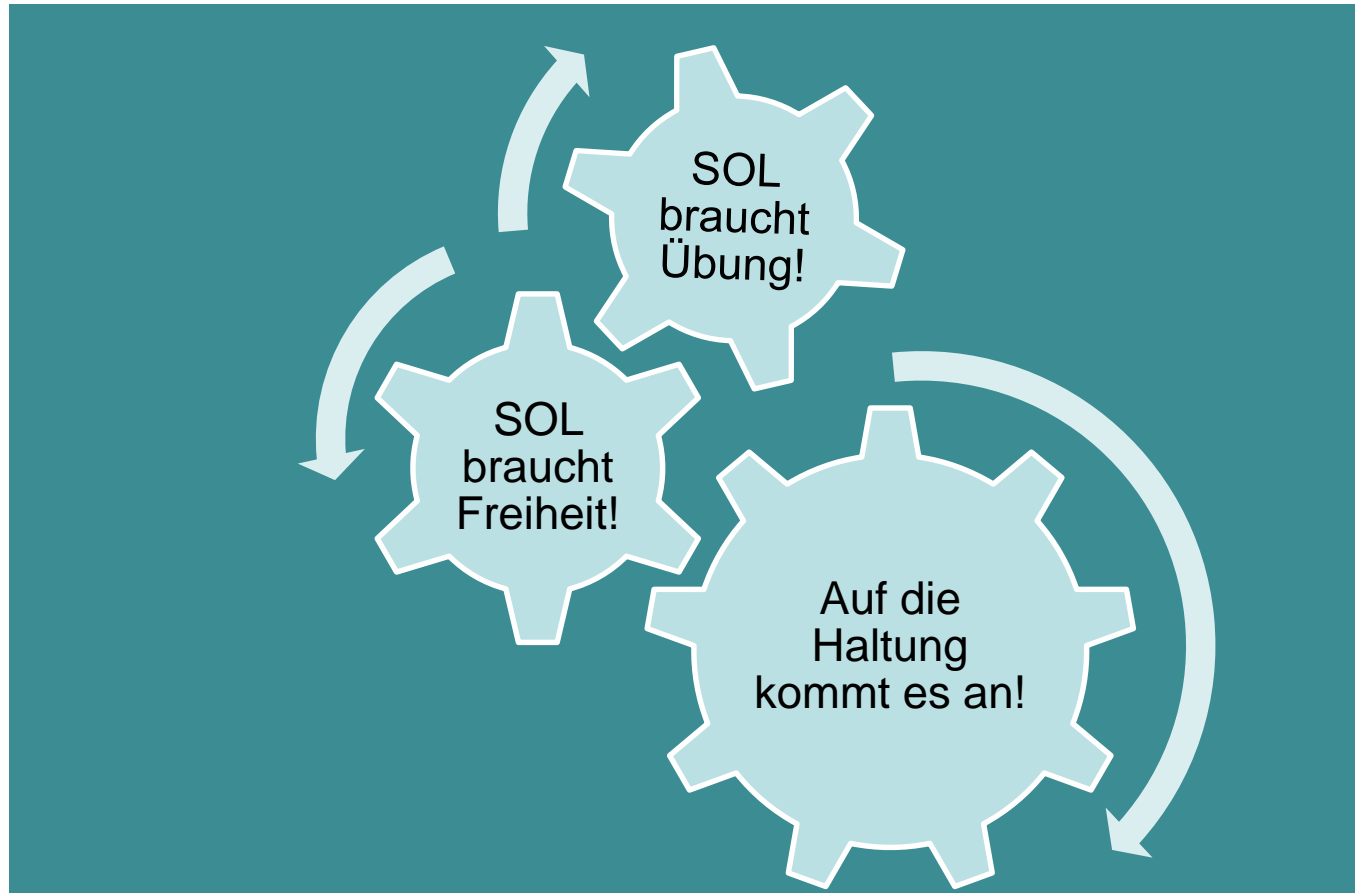 SOL
braucht
Übung!
SOL
braucht
Freiheit!
Auf die
Haltung
kommt es an!